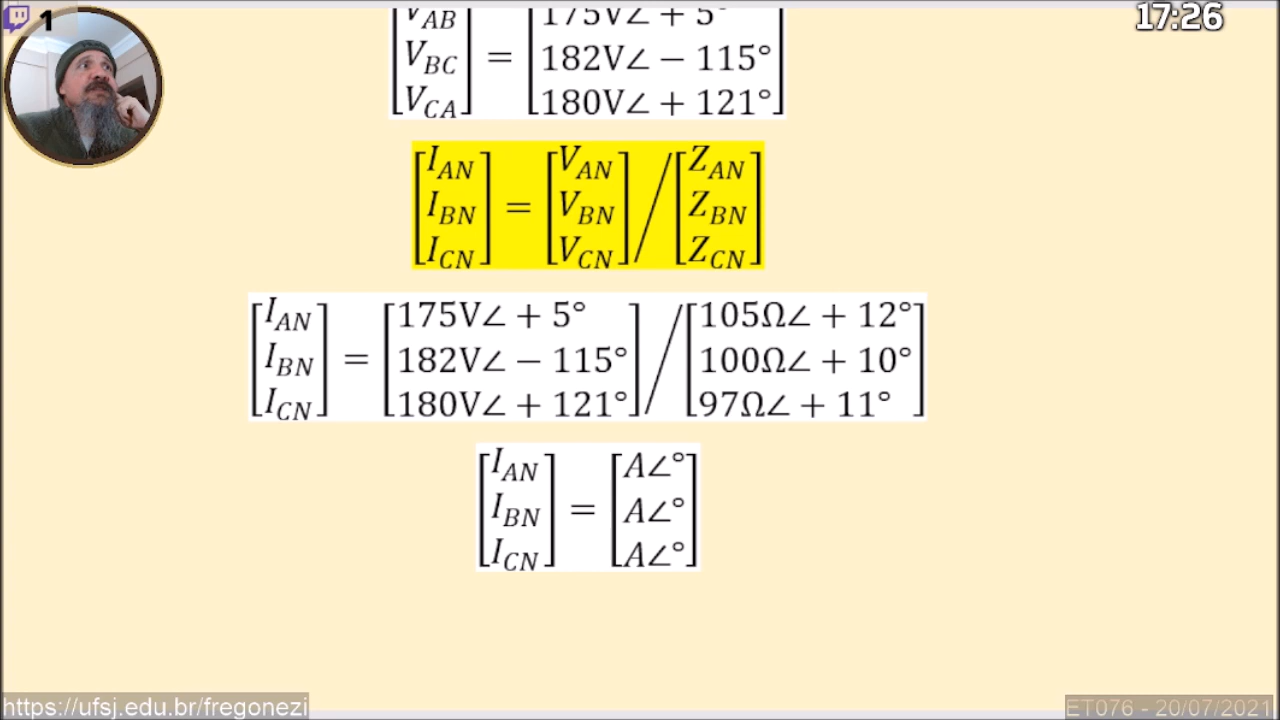 1
17:26
[V_AB] = [175V∠ + 5°]
[V_BC] = [182V∠ − 115°]
[V_CA] = [180V∠ + 121°]
[I_AN] = [V_AN] / [Z_AN]
[I_BN] = [V_BN] / [Z_BN]
[I_CN] = [V_CN] / [Z_CN]
[I_AN] = [175V∠ + 5°] / [105Ω∠ + 12°]
[I_BN] = [182V∠ − 115°] / [100Ω∠ + 10°]
[I_CN] = [180V∠ + 121°] / [97Ω∠ + 11°]
[I_AN] = [A∠°]
[I_BN] = [A∠°]
[I_CN] = [A∠°]
https://ufsj.edu.br/fregonezi
ET076 - 20/07/2021